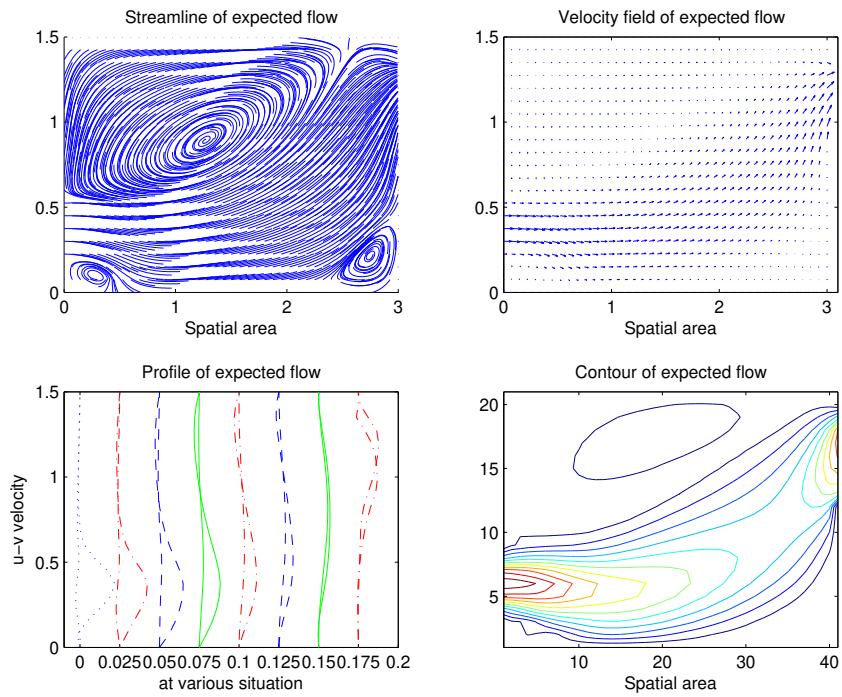 Streamline of expected flow
1.5
1
0.5
0
0 1 2 3
Spatial area
Velocity field of expected flow
1.5
1
0.5
0
0 1 2 3
Spatial area
Profile of expected flow
u−v velocity
1.5
1
0.5
0
0 0.025 0.05 0.075 0.1 0.125 0.15 0.175 0.2
at various situation
Contour of expected flow
20
15
10
5
10 20 30 40
Spatial area